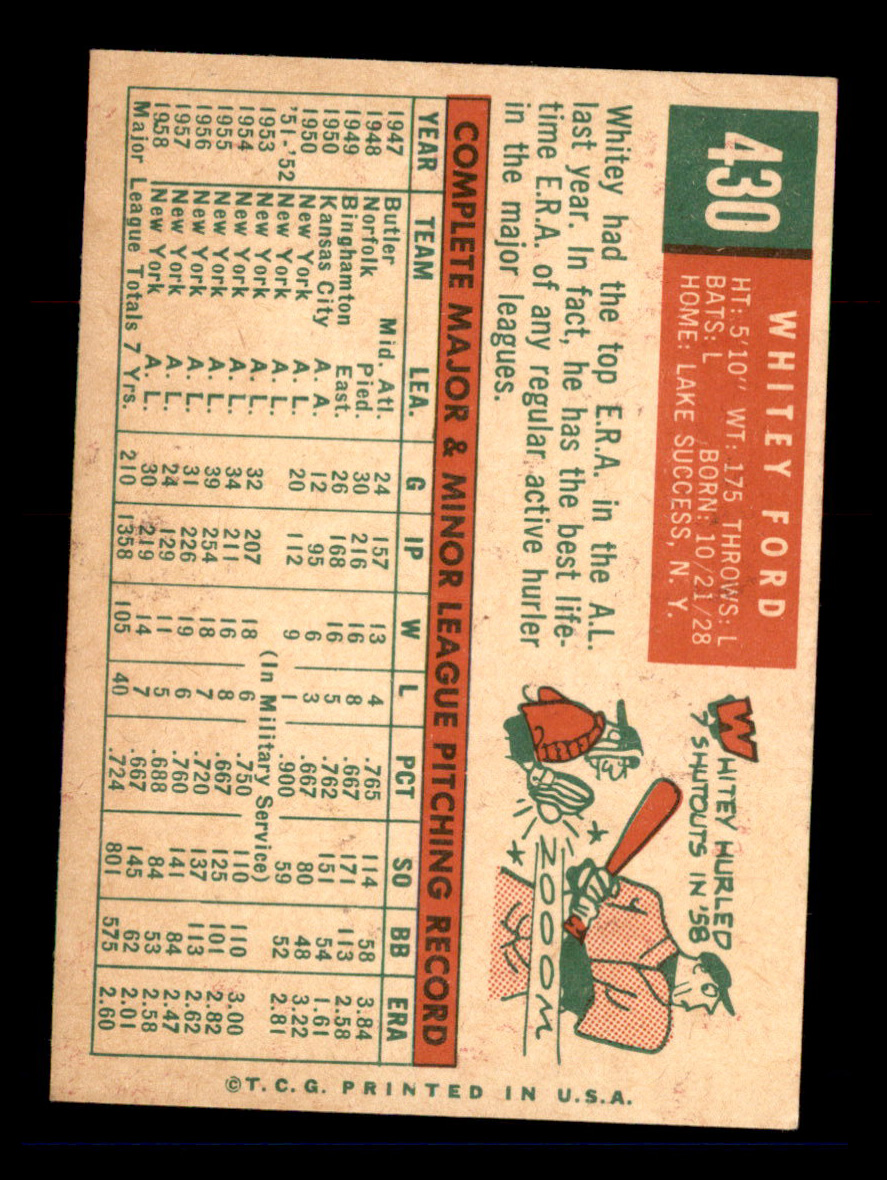 430
WHITEY FORD
HT: 5'10" WT: 175 THROWS: L
BATS: L BORN: 10/21/28
HOME: LAKE SUCCESS, N. Y.
Whitey had the top E.R.A. in the A.L.
last year. In fact, he has the best life-
time E.R.A. of any regular active hurler
in the major leagues.
WHITEY HURLED
7 SHUTOUTS IN '58
ZOOOOM
COMPLETE MAJOR & MINOR LEAGUE PITCHING RECORD
YEAR TEAM LEA. G IP W L PCT SO BB ERA
1947 Butler Mid. Atl. 24 157 13 4 .765 114 58 3.84
1948 Norfolk Pied. 30 216 16 8 .667 171 113 2.58
1949 Binghamton East. 26 168 16 5 .762 151 54 1.61
1950 Kansas City A. A. 12 95 6 3 .667 80 48 3.22
1950 New York A. L. 20 112 9 1 .900 59 52 2.81
'51-'52 New York A. L. (In Military Service)
1953 New York A. L. 32 207 18 6 .750 110 110 3.00
1954 New York A. L. 34 211 16 8 .667 125 101 2.82
1955 New York A. L. 39 254 18 7 .720 137 113 2.62
1956 New York A. L. 31 226 19 6 .760 141 84 2.47
1957 New York A. L. 24 129 11 5 .688 84 53 2.58
1958 New York A. L. 30 219 14 7 .667 145 62 2.01
Major League Totals 7 Yrs. 210 1358 105 40 .724 801 575 2.60
©T.C.G. PRINTED IN U.S.A.